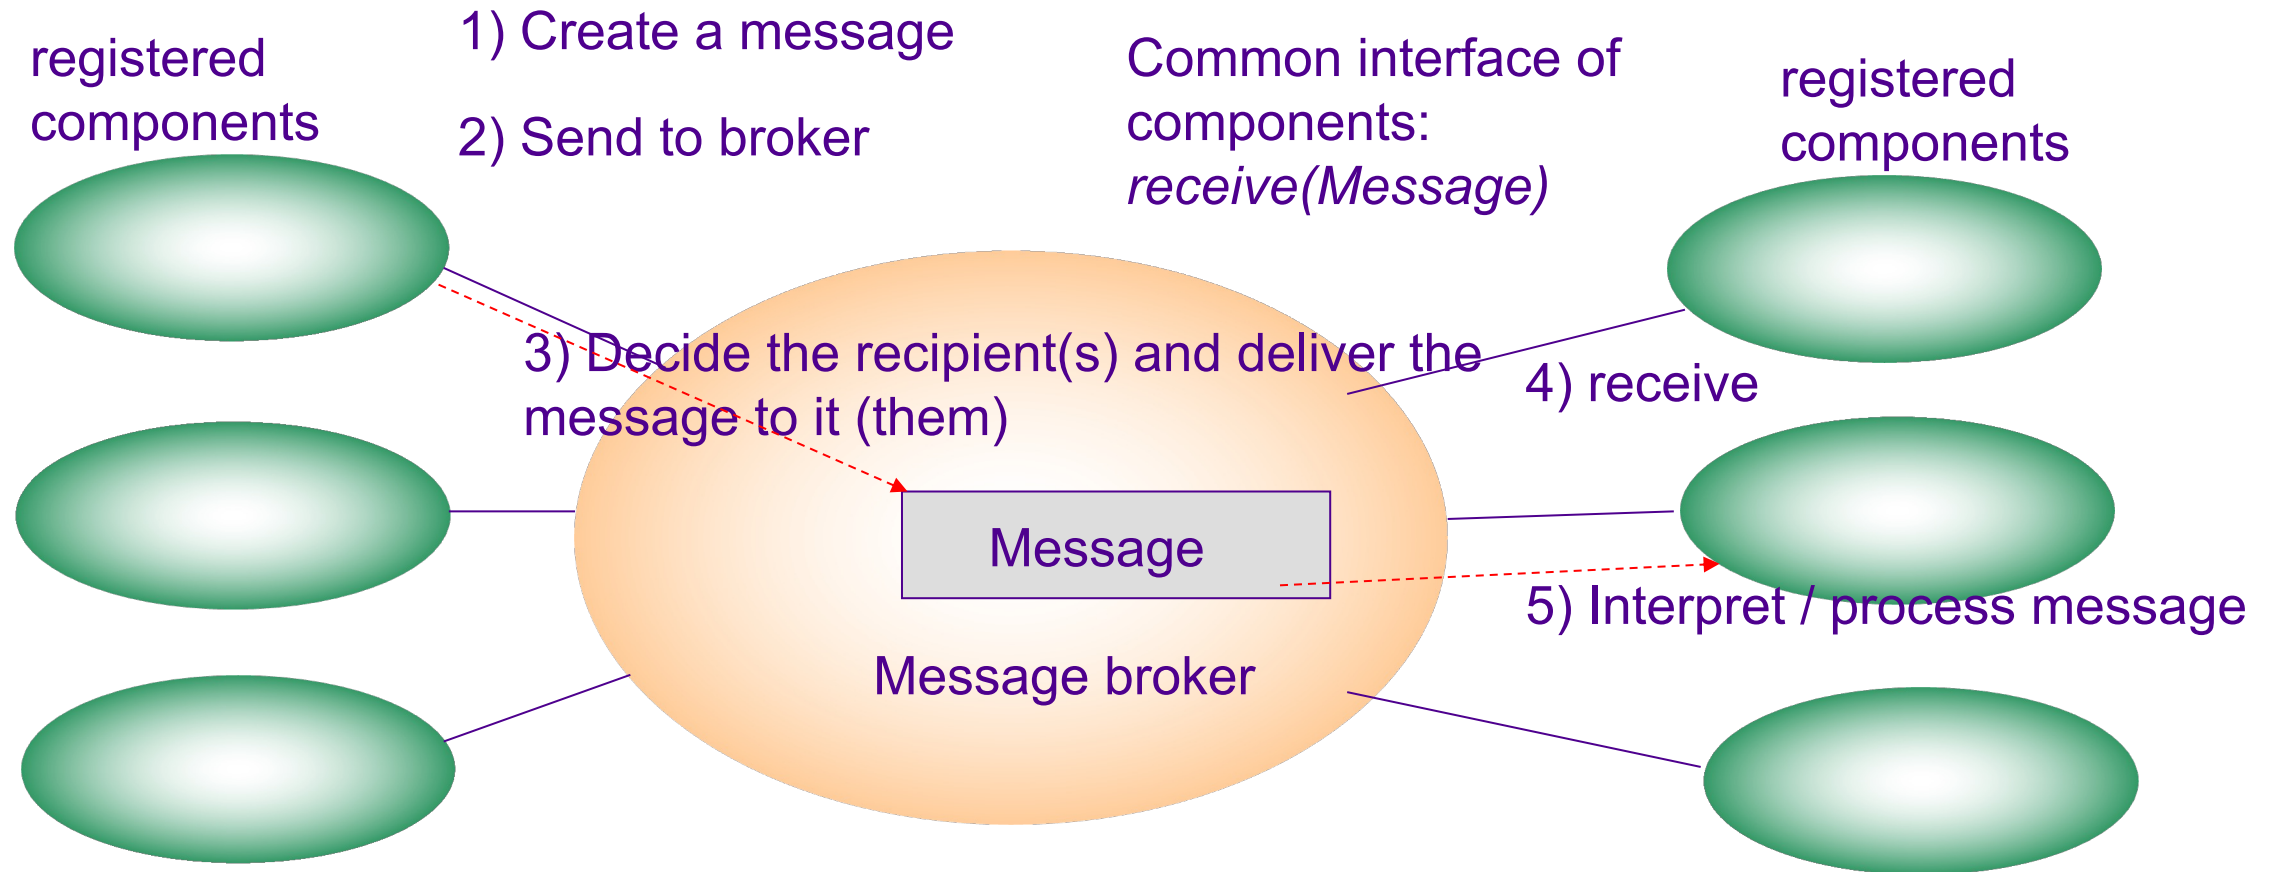 registered
components
1) Create a message
2) Send to broker
Common interface of
components:
receive(Message)
registered
components
3) Decide the recipient(s) and deliver the
message to it (them)
4) receive
Message
5) Interpret / process message
Message broker